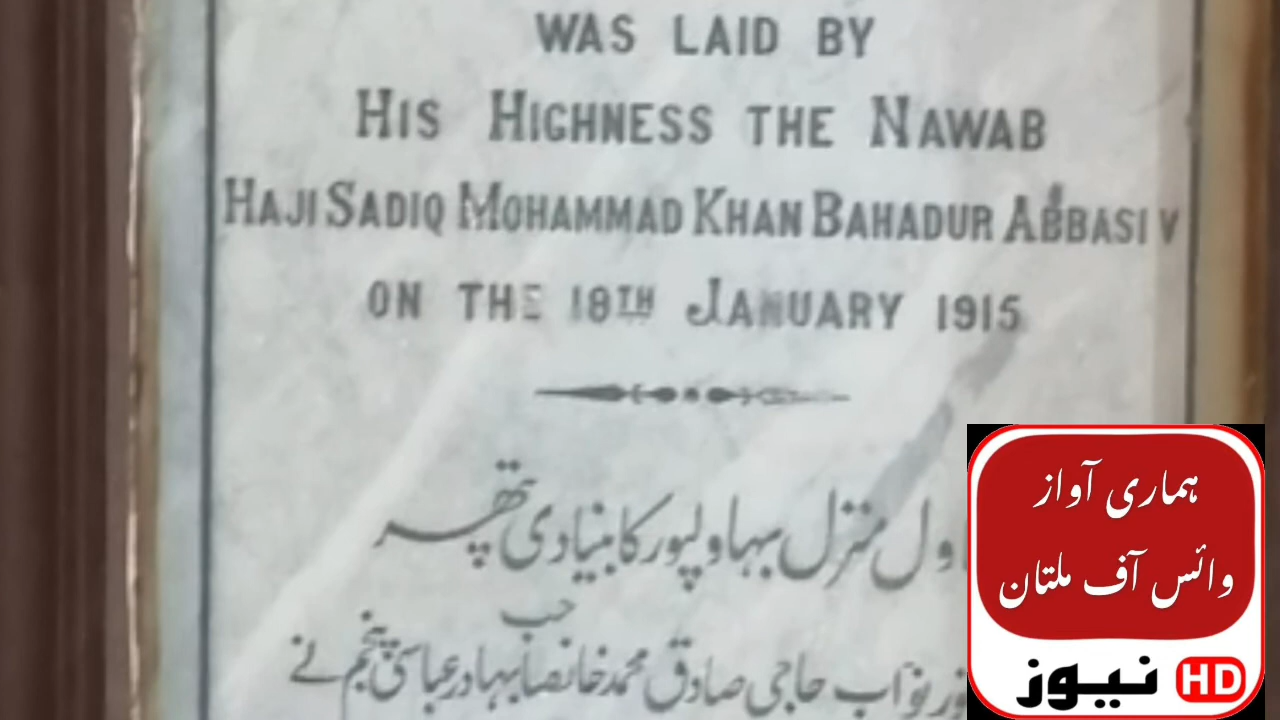 WAS LAID BY
HIS HIGHNESS THE NAWAB
HAJI SADIQ MOHAMMAD KHAN BAHADUR ABBASI V
ON THE 18TH JANUARY 1915
ول منزل بہاولپور کا بنیادی پتھر
نواب حاجی صادق محمد خانصاحب بہادر عباسی پنجم نے
ہماری آواز
وائس آف ملتان
نیوز HD